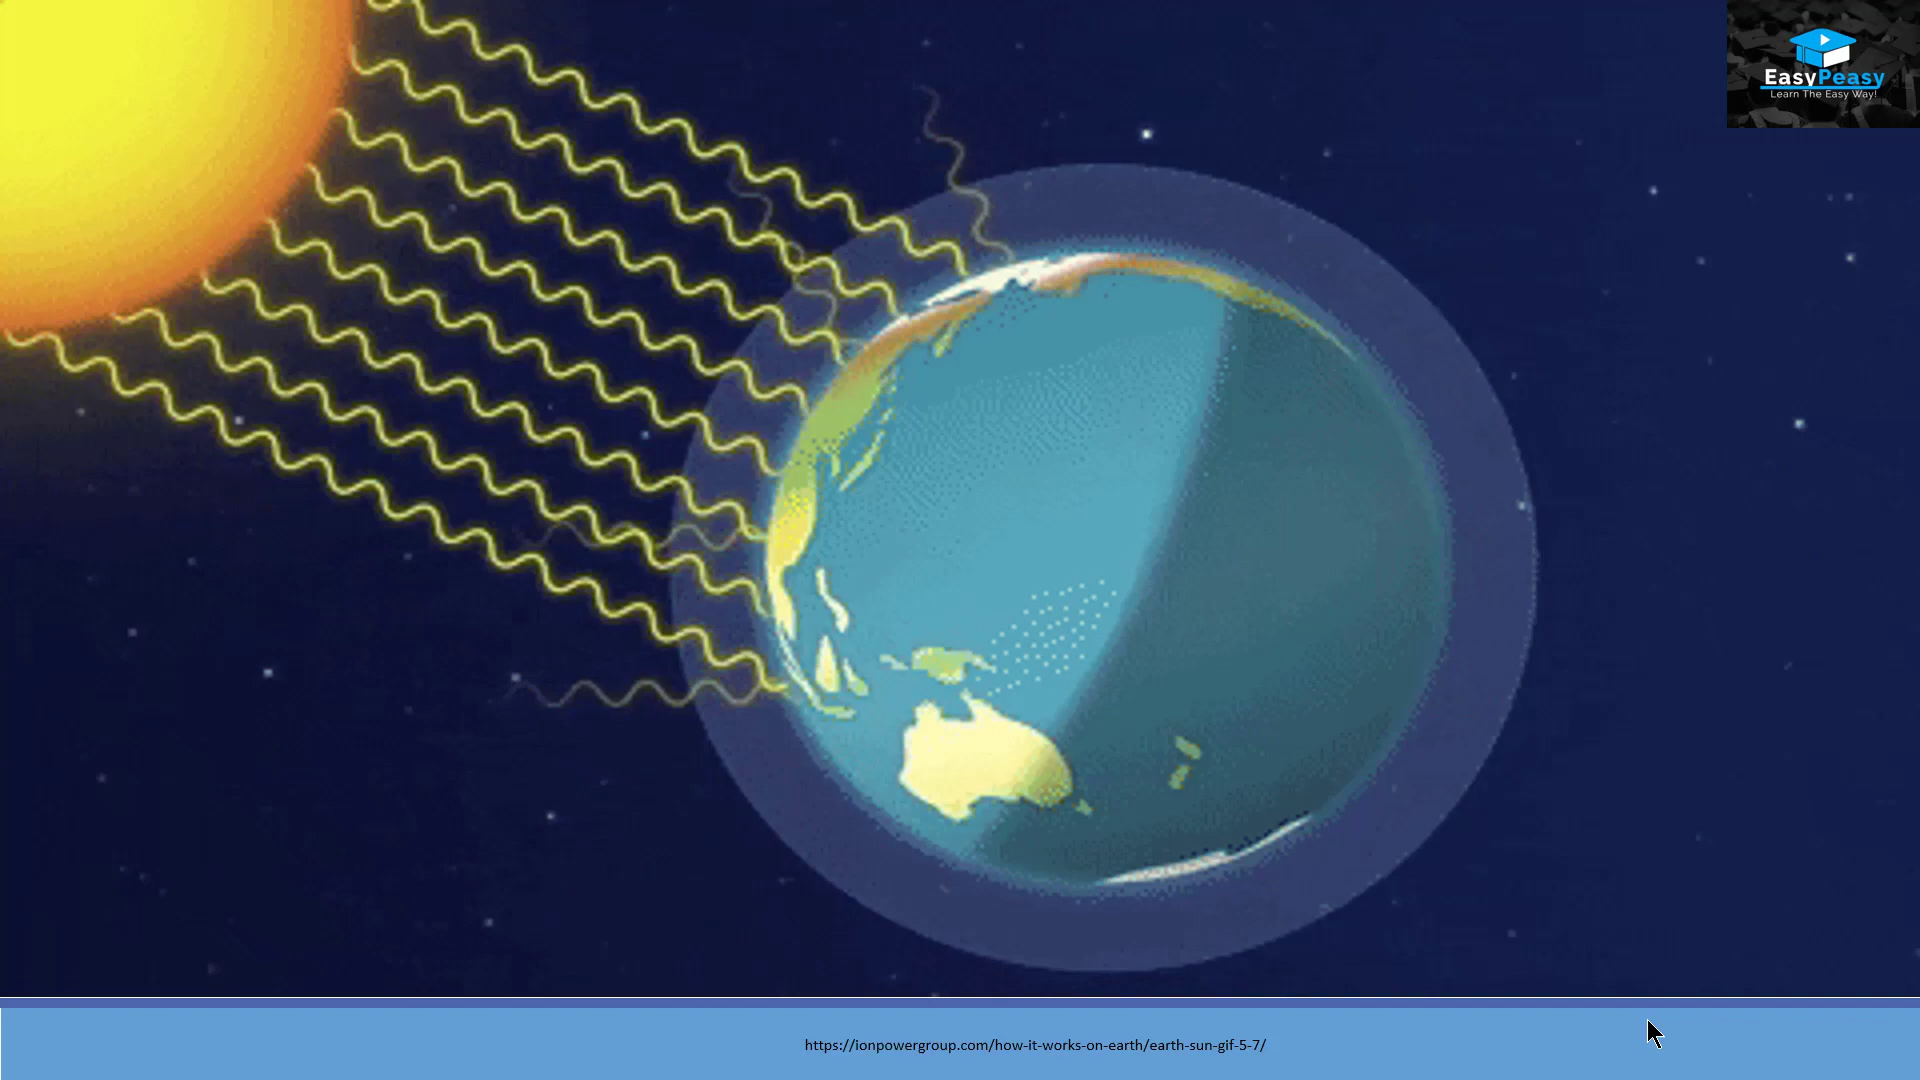 EasyPeasy
Learn The Easy Way!
https://ionpowergroup.com/how-it-works-on-earth/earth-sun-gif-5-7/